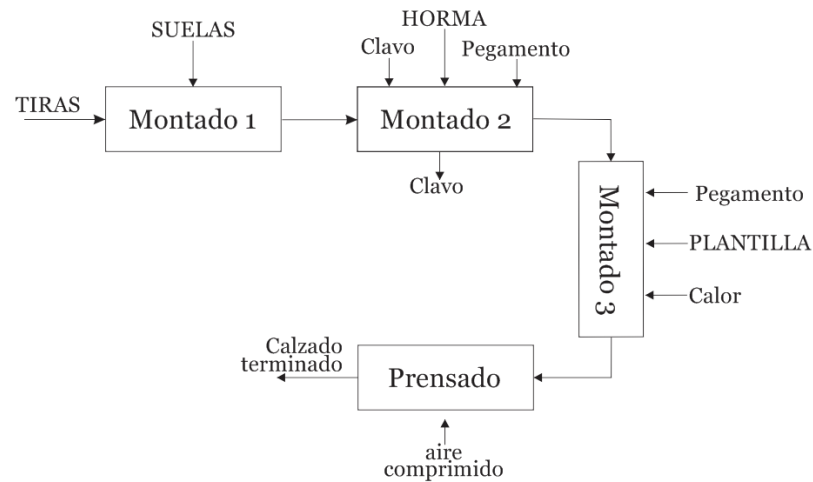 SUELAS
HORMA
Clavo
Pegamento
TIRAS
Montado 1
Montado 2
Clavo
Montado 3
Pegamento
PLANTILLA
Calor
Calzado
terminado
Prensado
aire
comprimido